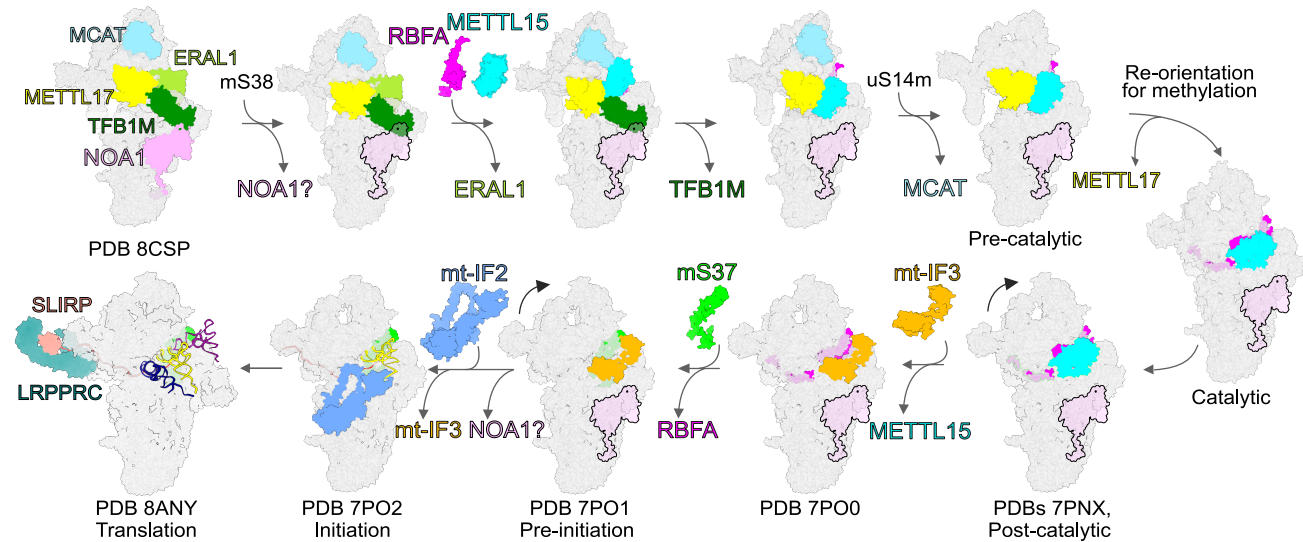 MCAT
ERAL1
METTL17
TFB1M
NOA1
PDB 8CSP
mS38
NOA1?
RBFA
METTL15
ERAL1
TFB1M
uS14m
MCAT
Pre-catalytic
Re-orientation
for methylation
METTL17
Catalytic
SLIRP
LRPPRC
PDB 8ANY
Translation
mt-IF2
mt-IF3
NOA1?
PDB 7PO2
Initiation
mS37
RBFA
PDB 7PO1
Pre-initiation
mt-IF3
METTL15
PDB 7PO0
PDBs 7PNX,
Post-catalytic